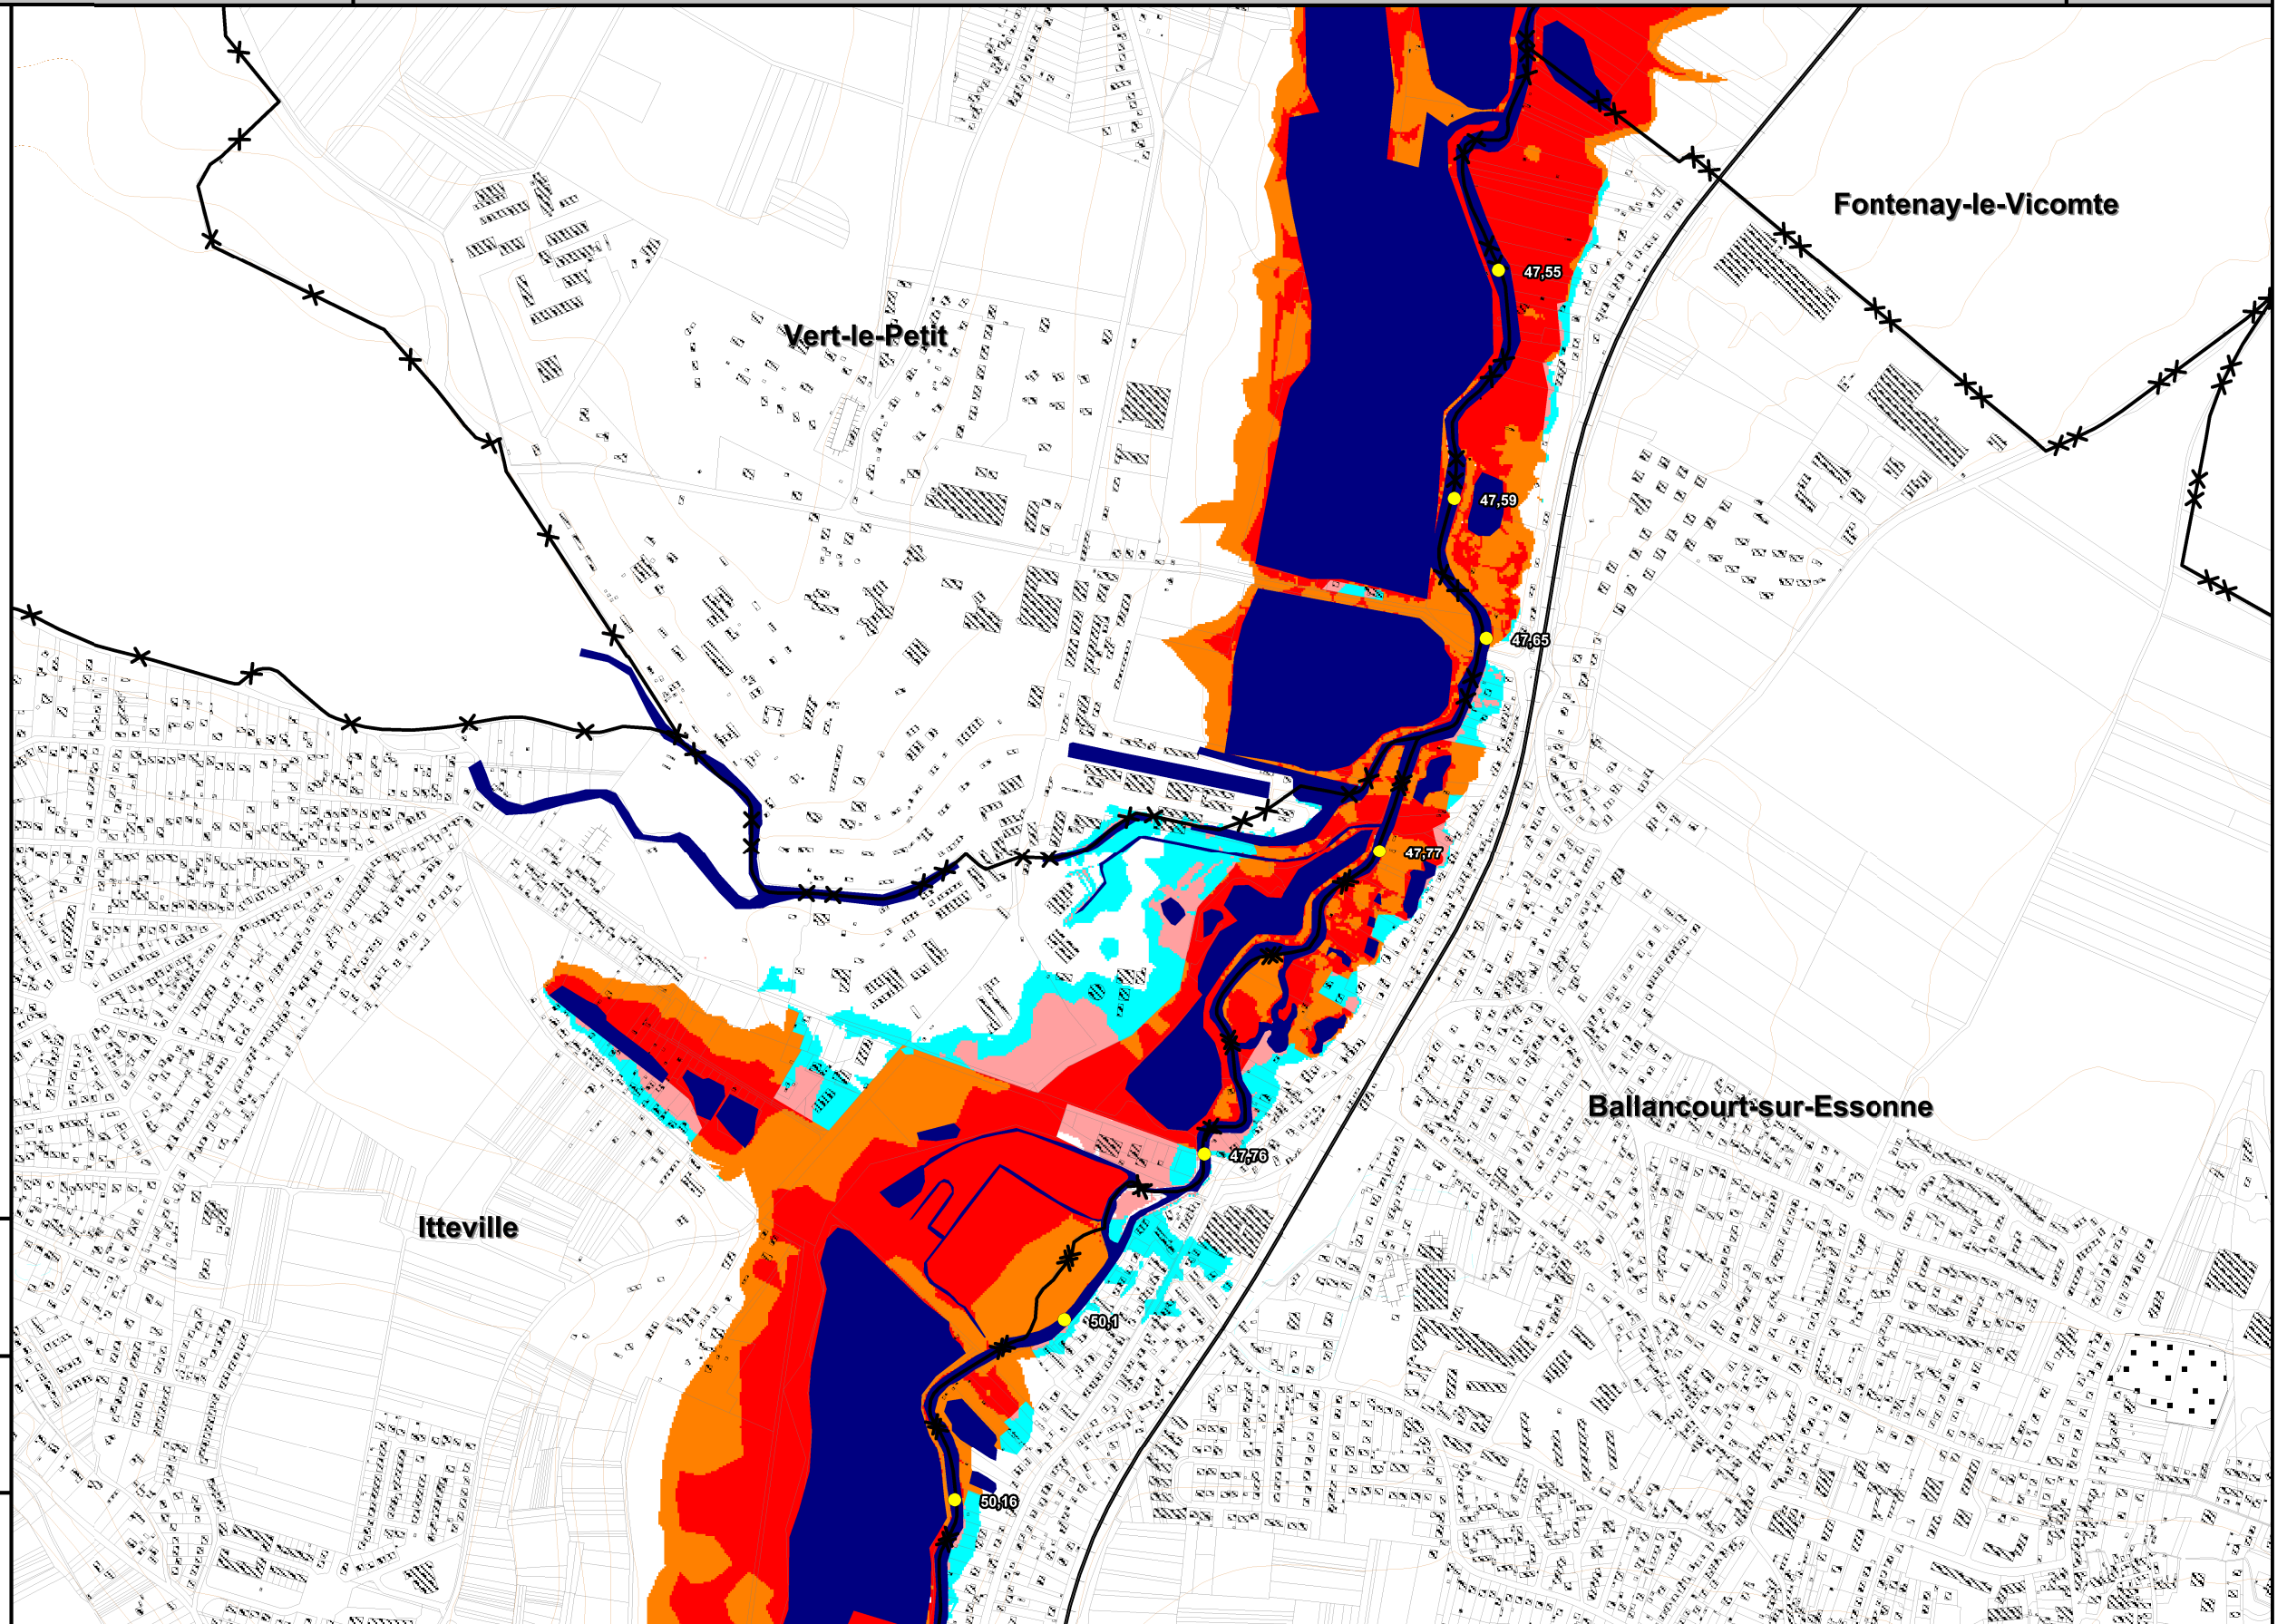 Fontenay-le-Vicomte
47,55
Vert-le-Petit
47,59
47,65
47,77
Ballancourt-sur-Essonne
47,76
Itteville
50,1
50,16